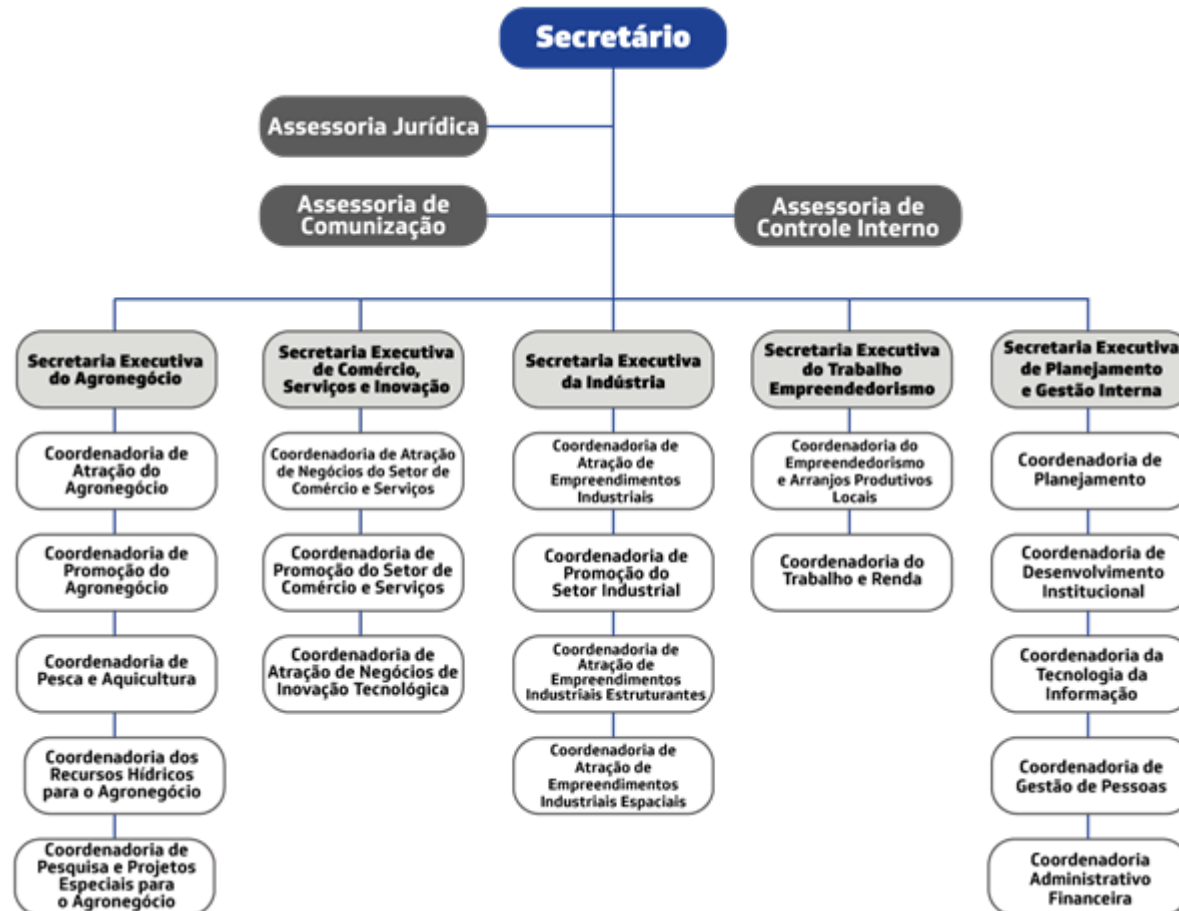 Secretário
Assessoria Jurídica
Assessoria de
Comunização
Assessoria de
Controle Interno
Secretaria Executiva
do Agronegócio
Coordenadoria de
Atração do
Agronegócio
Coordenadoria de
Promoção do
Agronegócio
Coordenadoria de
Pesca e Aquicultura
Coordenadoria dos
Recursos Hídricos
para o Agronegócio
Coordenadoria de
Pesquisa e Projetos
Especiais para
o Agronegócio
Secretaria Executiva
de Comércio,
Serviços e Inovação
Coordenadoria de Atração
de Negócios do Setor de
Comércio e Serviços
Coordenadoria de
Promoção do Setor de
Comércio e Serviços
Coordenadoria de
Atração de Negócios de
Inovação Tecnológica
Secretaria Executiva
da Indústria
Coordenadoria de
Atração de
Empreendimentos
Industriais
Coordenadoria de
Promoção do
Setor Industrial
Coordenadoria de
Atração de
Empreendimentos
Industriais Estruturantes
Coordenadoria de
Atração de
Empreendimentos
Industriais Espaciais
Secretaria Executiva
do Trabalho
Empreendedorismo
Coordenadoria do
Empreendedorismo
e Arranjos Produtivos
Locais
Coordenadoria do
Trabalho e Renda
Secretaria Executiva
de Planejamento
e Gestão Interna
Coordenadoria de
Planejamento
Coordenadoria de
Desenvolvimento
Institucional
Coordenadoria da
Tecnologia da
Informação
Coordenadoria de
Gestão de Pessoas
Coordenadoria
Administrativo
Financeira